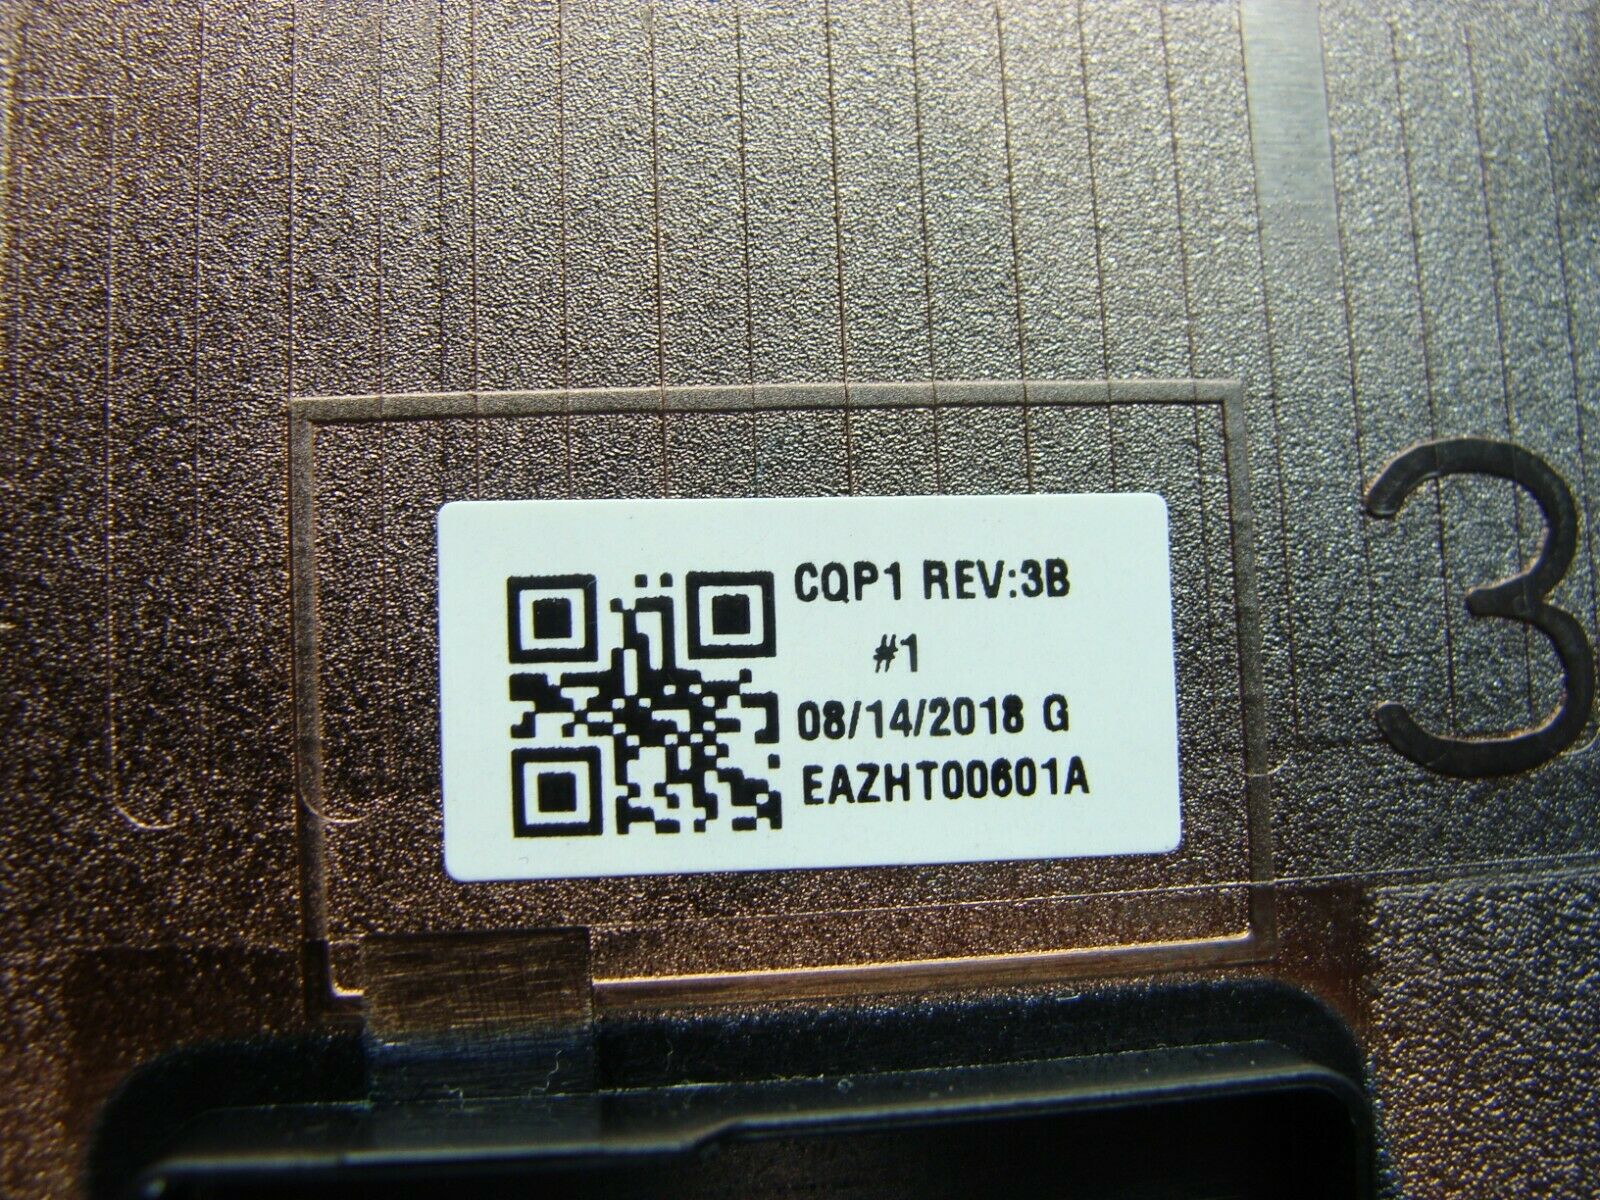 CQP1 REV:3B
#1
08/14/2018 G
EAZHT00601A
3